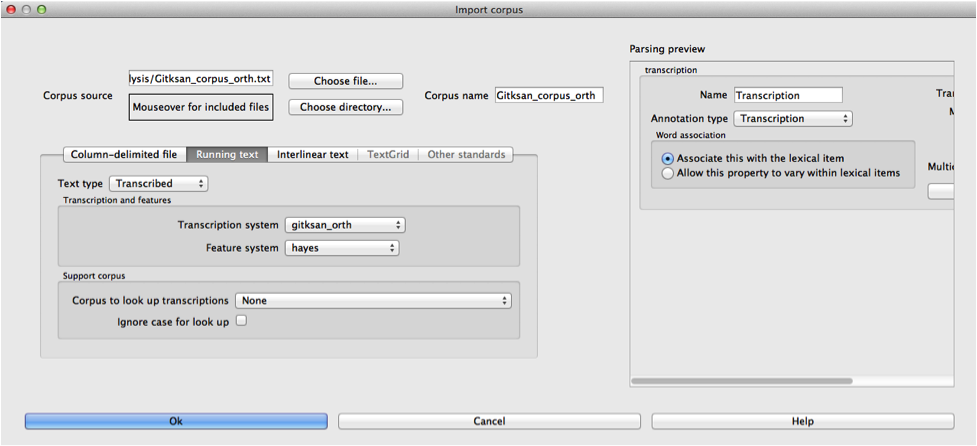 Import corpus
Parsing preview
Corpus source
lysis/Gitksan_corpus_orth.txt
Choose file...
Mouseover for included files
Choose directory...
Corpus name
Gitksan_corpus_orth
Column-delimited file
Running text
Interlinear text
TextGrid
Other standards
Text type
Transcribed
Transcription and features
Transcription system
gitksan_orth
Feature system
hayes
Support corpus
Corpus to look up transcriptions
None
Ignore case for look up
transcription
Name
Transcription
Annotation type
Transcription
Word association
Associate this with the lexical item
Allow this property to vary within lexical items
Ok
Cancel
Help